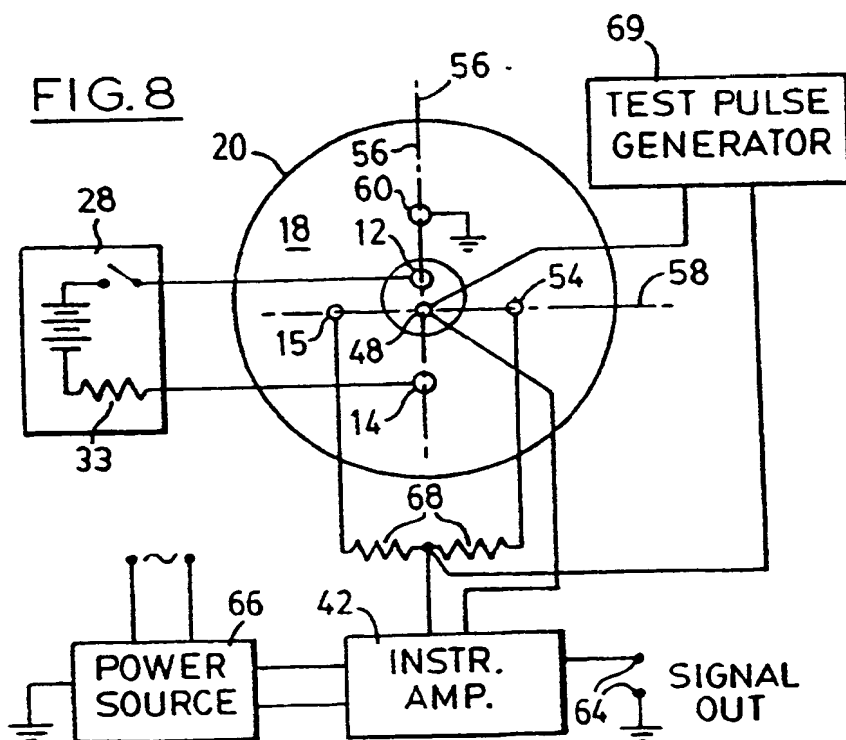 FIG. 8
56
69
TEST PULSE
GENERATOR
56
20
60
28
18
12
54
58
15
48
14
33
68
66
42
POWER
SOURCE
INSTR.
AMP.
64
SIGNAL
OUT